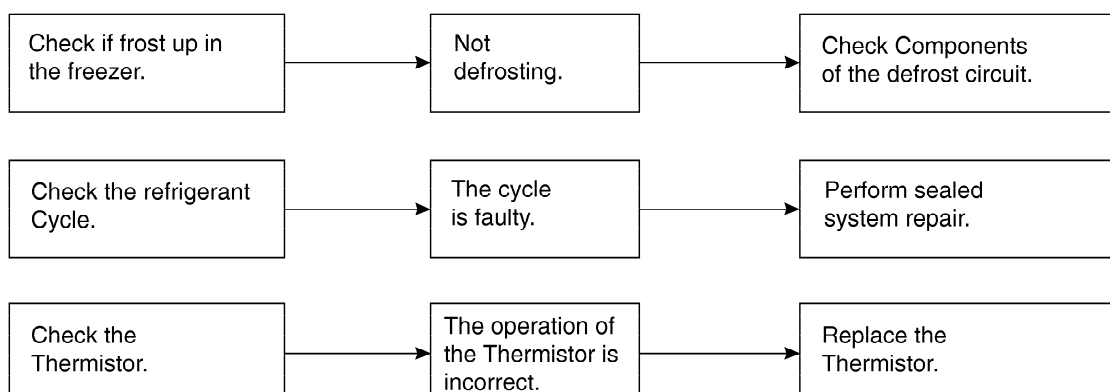 Check if frost up in
the freezer.
Not
defrosting.
Check Components
of the defrost circuit.
Check the refrigerant
Cycle.
The cycle
is faulty.
Perform sealed
system repair.
Check the
Thermistor.
The operation of
the Thermistor is
incorrect.
Replace the
Thermistor.